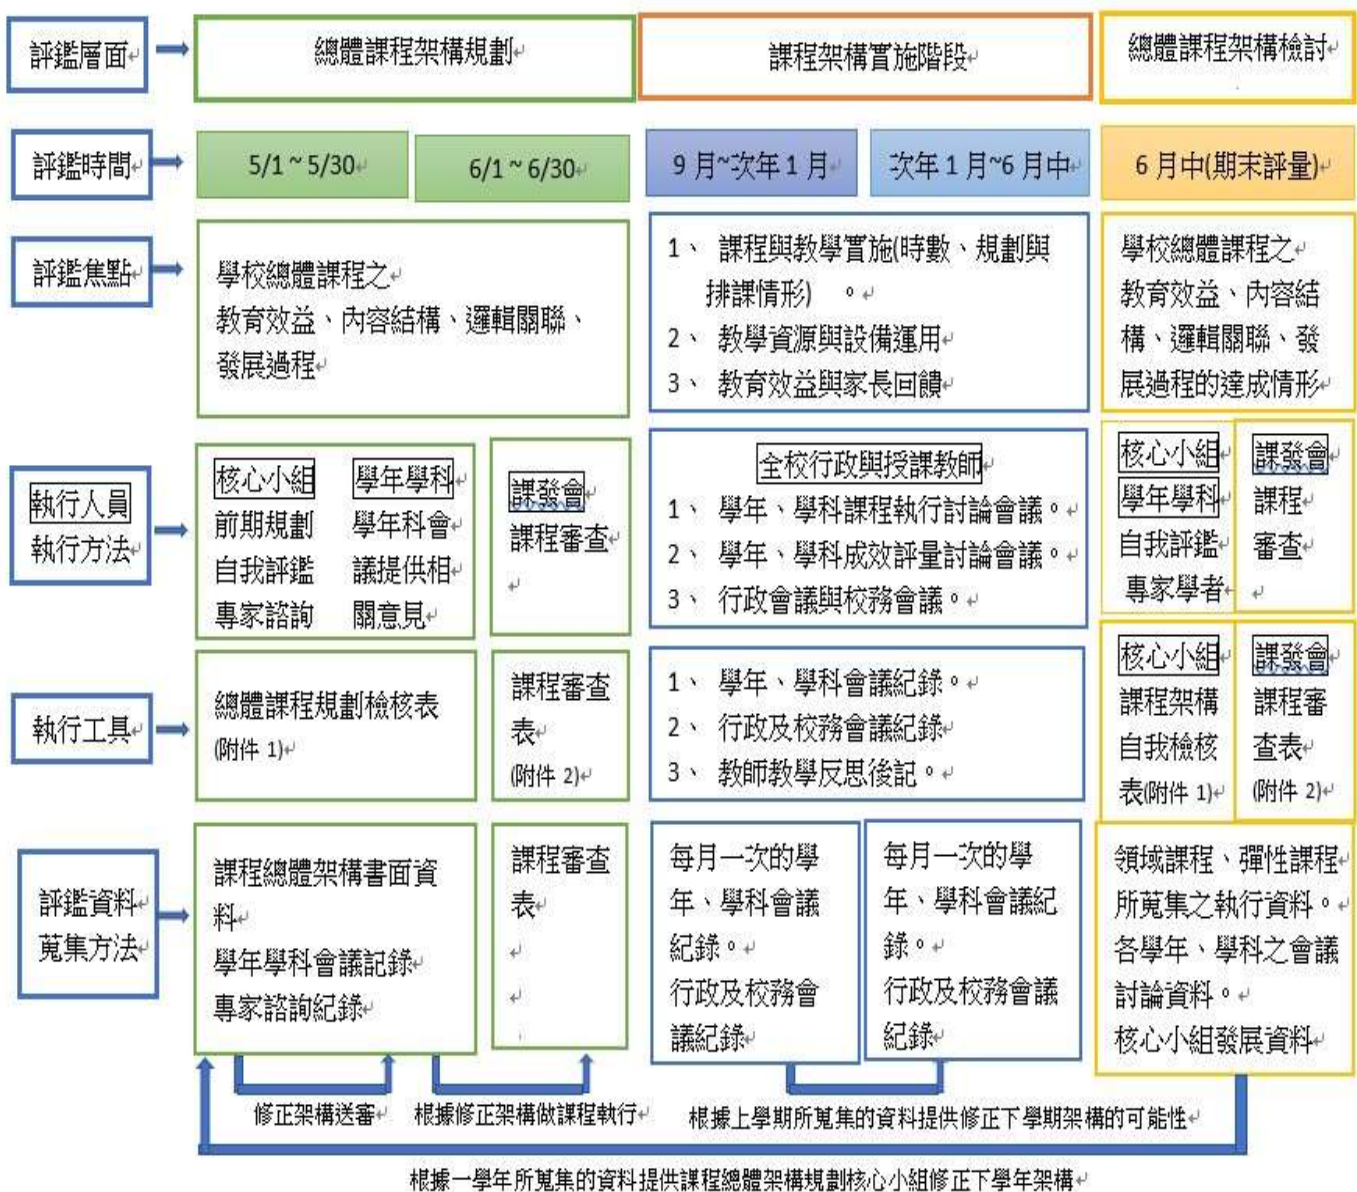 評鑑層面
總體課程架構規劃
課程架構實施階段
總體課程架構檢討
評鑑時間
5/1 ~ 5/30
6/1 ~ 6/30
9 月~次年 1 月
次年 1 月~6 月中
6 月中(期末評量)
評鑑焦點
學校總體課程之
教育效益、內容結構、邏輯關聯、
發展過程
1、 課程與教學實施(時數、規劃與
排課情形) 。
2、 教學資源與設備運用
3、 教育效益與家長回饋
學校總體課程之
教育效益、內容結
構、邏輯關聯、發
展過程的達成情形
執行人員
執行方法
核心小組
前期規劃
自我評鑑
專家諮詢
學年學科
學年科會
議提供相
關意見
課發會
課程審查
全校行政與授課教師
1、 學年、學科課程執行討論會議。
2、 學年、學科成效評量討論會議。
3、 行政會議與校務會議。
核心小組
學年學科
自我評鑑
專家學者
課發會
課程
審查
執行工具
總體課程規劃檢核表
(附件 1)
課程審查
表
(附件 2)
1、 學年、學科會議紀錄。
2、 行政及校務會議紀錄
3、 教師教學反思後記。
核心小組
課程架構
自我檢核
表(附件 1)
課發會
課程審
查表
(附件 2)
評鑑資料
蒐集方法
課程總體架構書面資
料
學年學科會議記錄
專家諮詢紀錄
課程審查
表
每月一次的學
年、學科會議
紀錄。
行政及校務會
議紀錄
每月一次的學
年、學科會議紀
錄。
行政及校務會議
紀錄
領域課程、彈性課程
所蒐集之執行資料。
各學年、學科之會議
討論資料。
核心小組發展資料
修正架構送審
根據修正架構做課程執行
根據上學期所蒐集的資料提供修正下學期架構的可能性
根據一學年所蒐集的資料提供課程總體架構規劃核心小組修正下學年架構